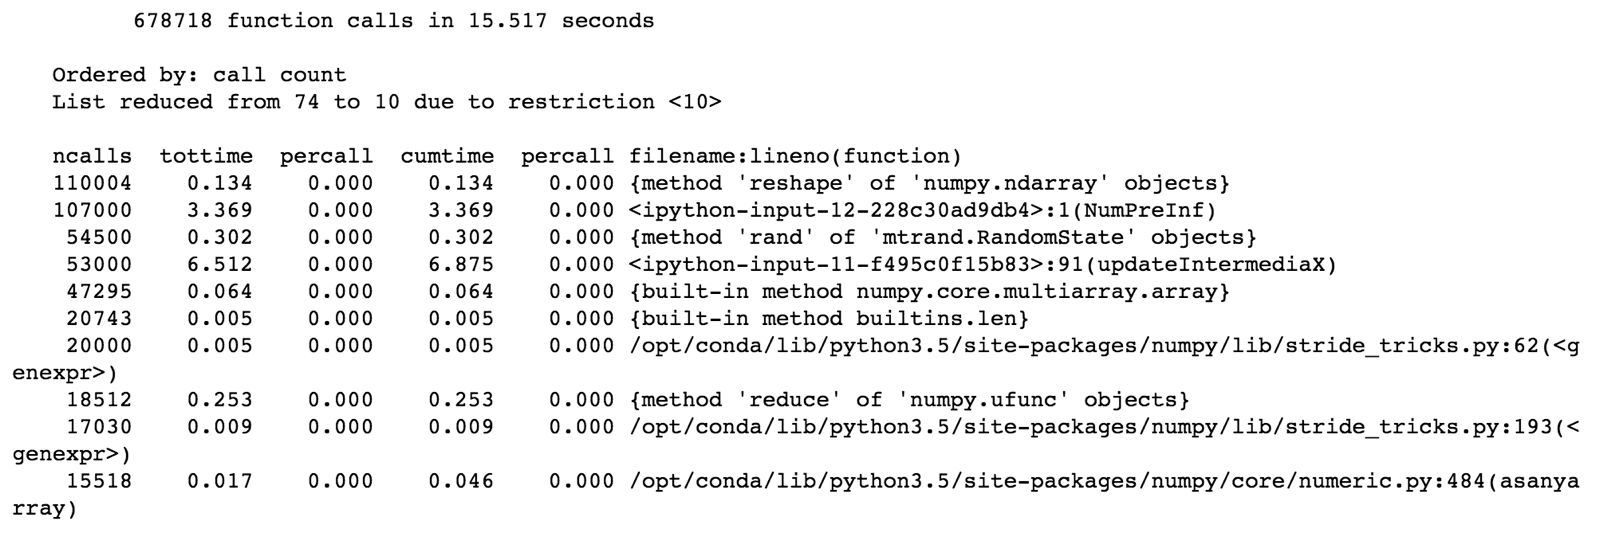 678718 function calls in 15.517 seconds
Ordered by: call count
List reduced from 74 to 10 due to restriction <10>
ncalls tottime percall cumtime percall filename:lineno(function)
110004 0.134 0.000 0.134 0.000 {method 'reshape' of 'numpy.ndarray' objects}
107000 3.369 0.000 3.369 0.000 <ipython-input-12-228c30ad9db4>:1(NumPreInf)
54500 0.302 0.000 0.302 0.000 {method 'rand' of 'mtrand.RandomState' objects}
53000 6.512 0.000 6.875 0.000 <ipython-input-11-f495c0f15b83>:91(updateIntermediaX)
47295 0.064 0.000 0.064 0.000 {built-in method numpy.core.multiarray.array}
20743 0.005 0.000 0.005 0.000 {built-in method builtins.len}
20000 0.005 0.000 0.005 0.000 /opt/conda/lib/python3.5/site-packages/numpy/lib/stride_tricks.py:62(<g
enexpr>)
18512 0.253 0.000 0.253 0.000 {method 'reduce' of 'numpy.ufunc' objects}
17030 0.009 0.000 0.009 0.000 /opt/conda/lib/python3.5/site-packages/numpy/lib/stride_tricks.py:193(<
genexpr>)
15518 0.017 0.000 0.046 0.000 /opt/conda/lib/python3.5/site-packages/numpy/core/numeric.py:484(asanya
rray)